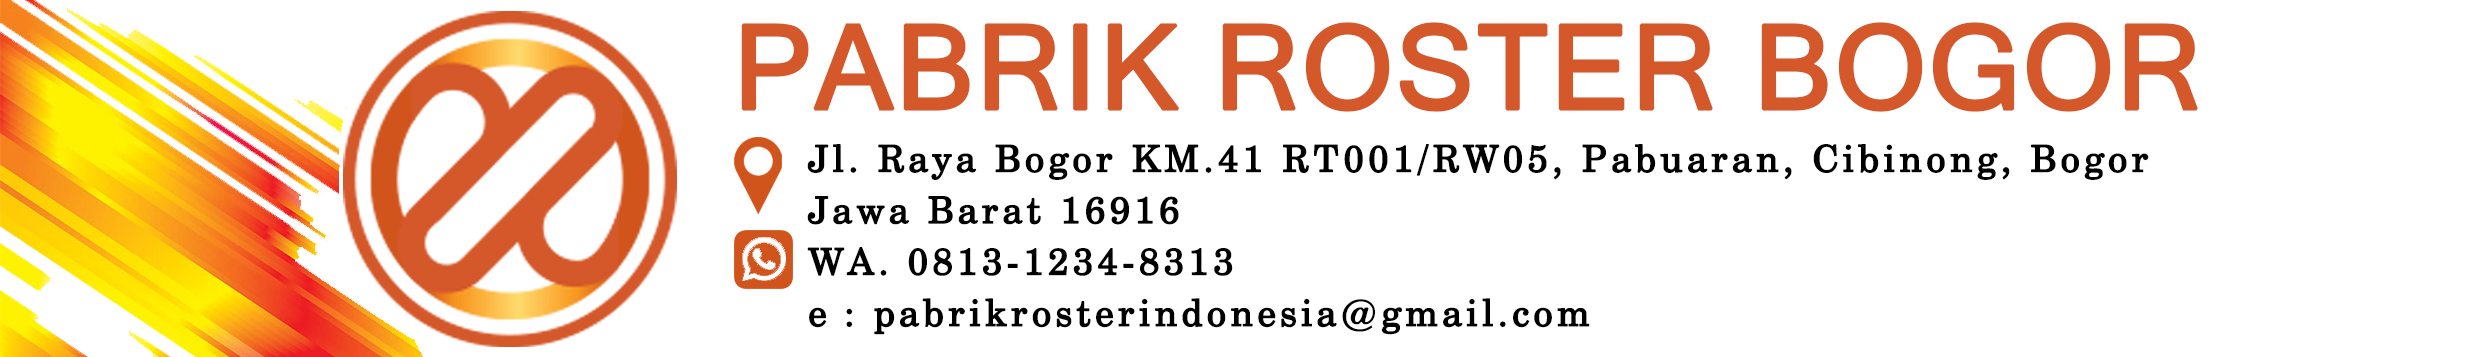 PABRIK ROSTER BOGOR
Jl. Raya Bogor KM.41 RT001/RW05, Pabuaran, Cibinong, Bogor
Jawa Barat 16916
WA. 0813-1234-8313
e : pabrikrosterindonesia@gmail.com